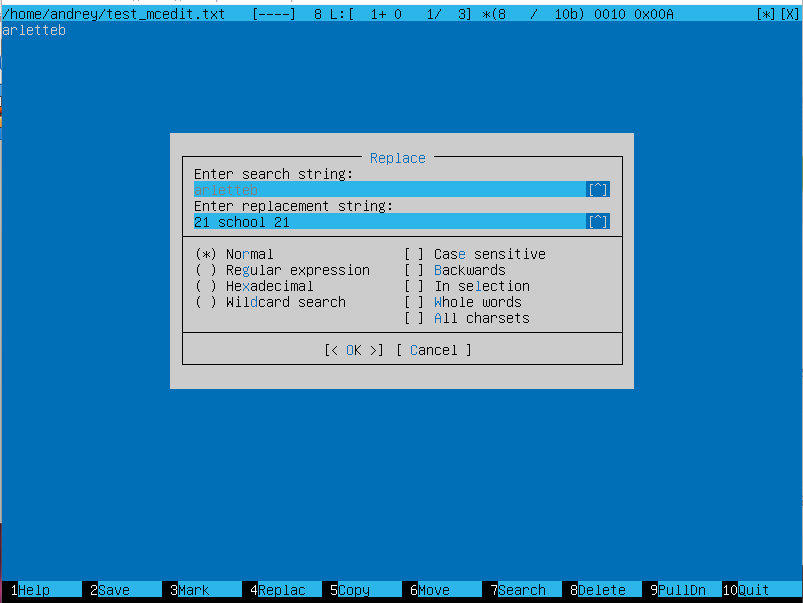 /home/andrey/test_mcedit.txt [----] 8 L:[ 1+ 0 1/ 3] *(8 / 10b) 0010 0x00A [*][X]
arletteb
Replace
Enter search string:
arletteb [^]
Enter replacement string:
21 school 21 [^]
(*) Normal [ ] Case sensitive
( ) Regular expression [ ] Backwards
( ) Hexadecimal [ ] In selection
( ) Wildcard search [ ] Whole words
[ ] All charsets
[< OK >] [ Cancel ]
1Help 2Save 3Mark 4Replac 5Copy 6Move 7Search 8Delete 9PullDn 10Quit